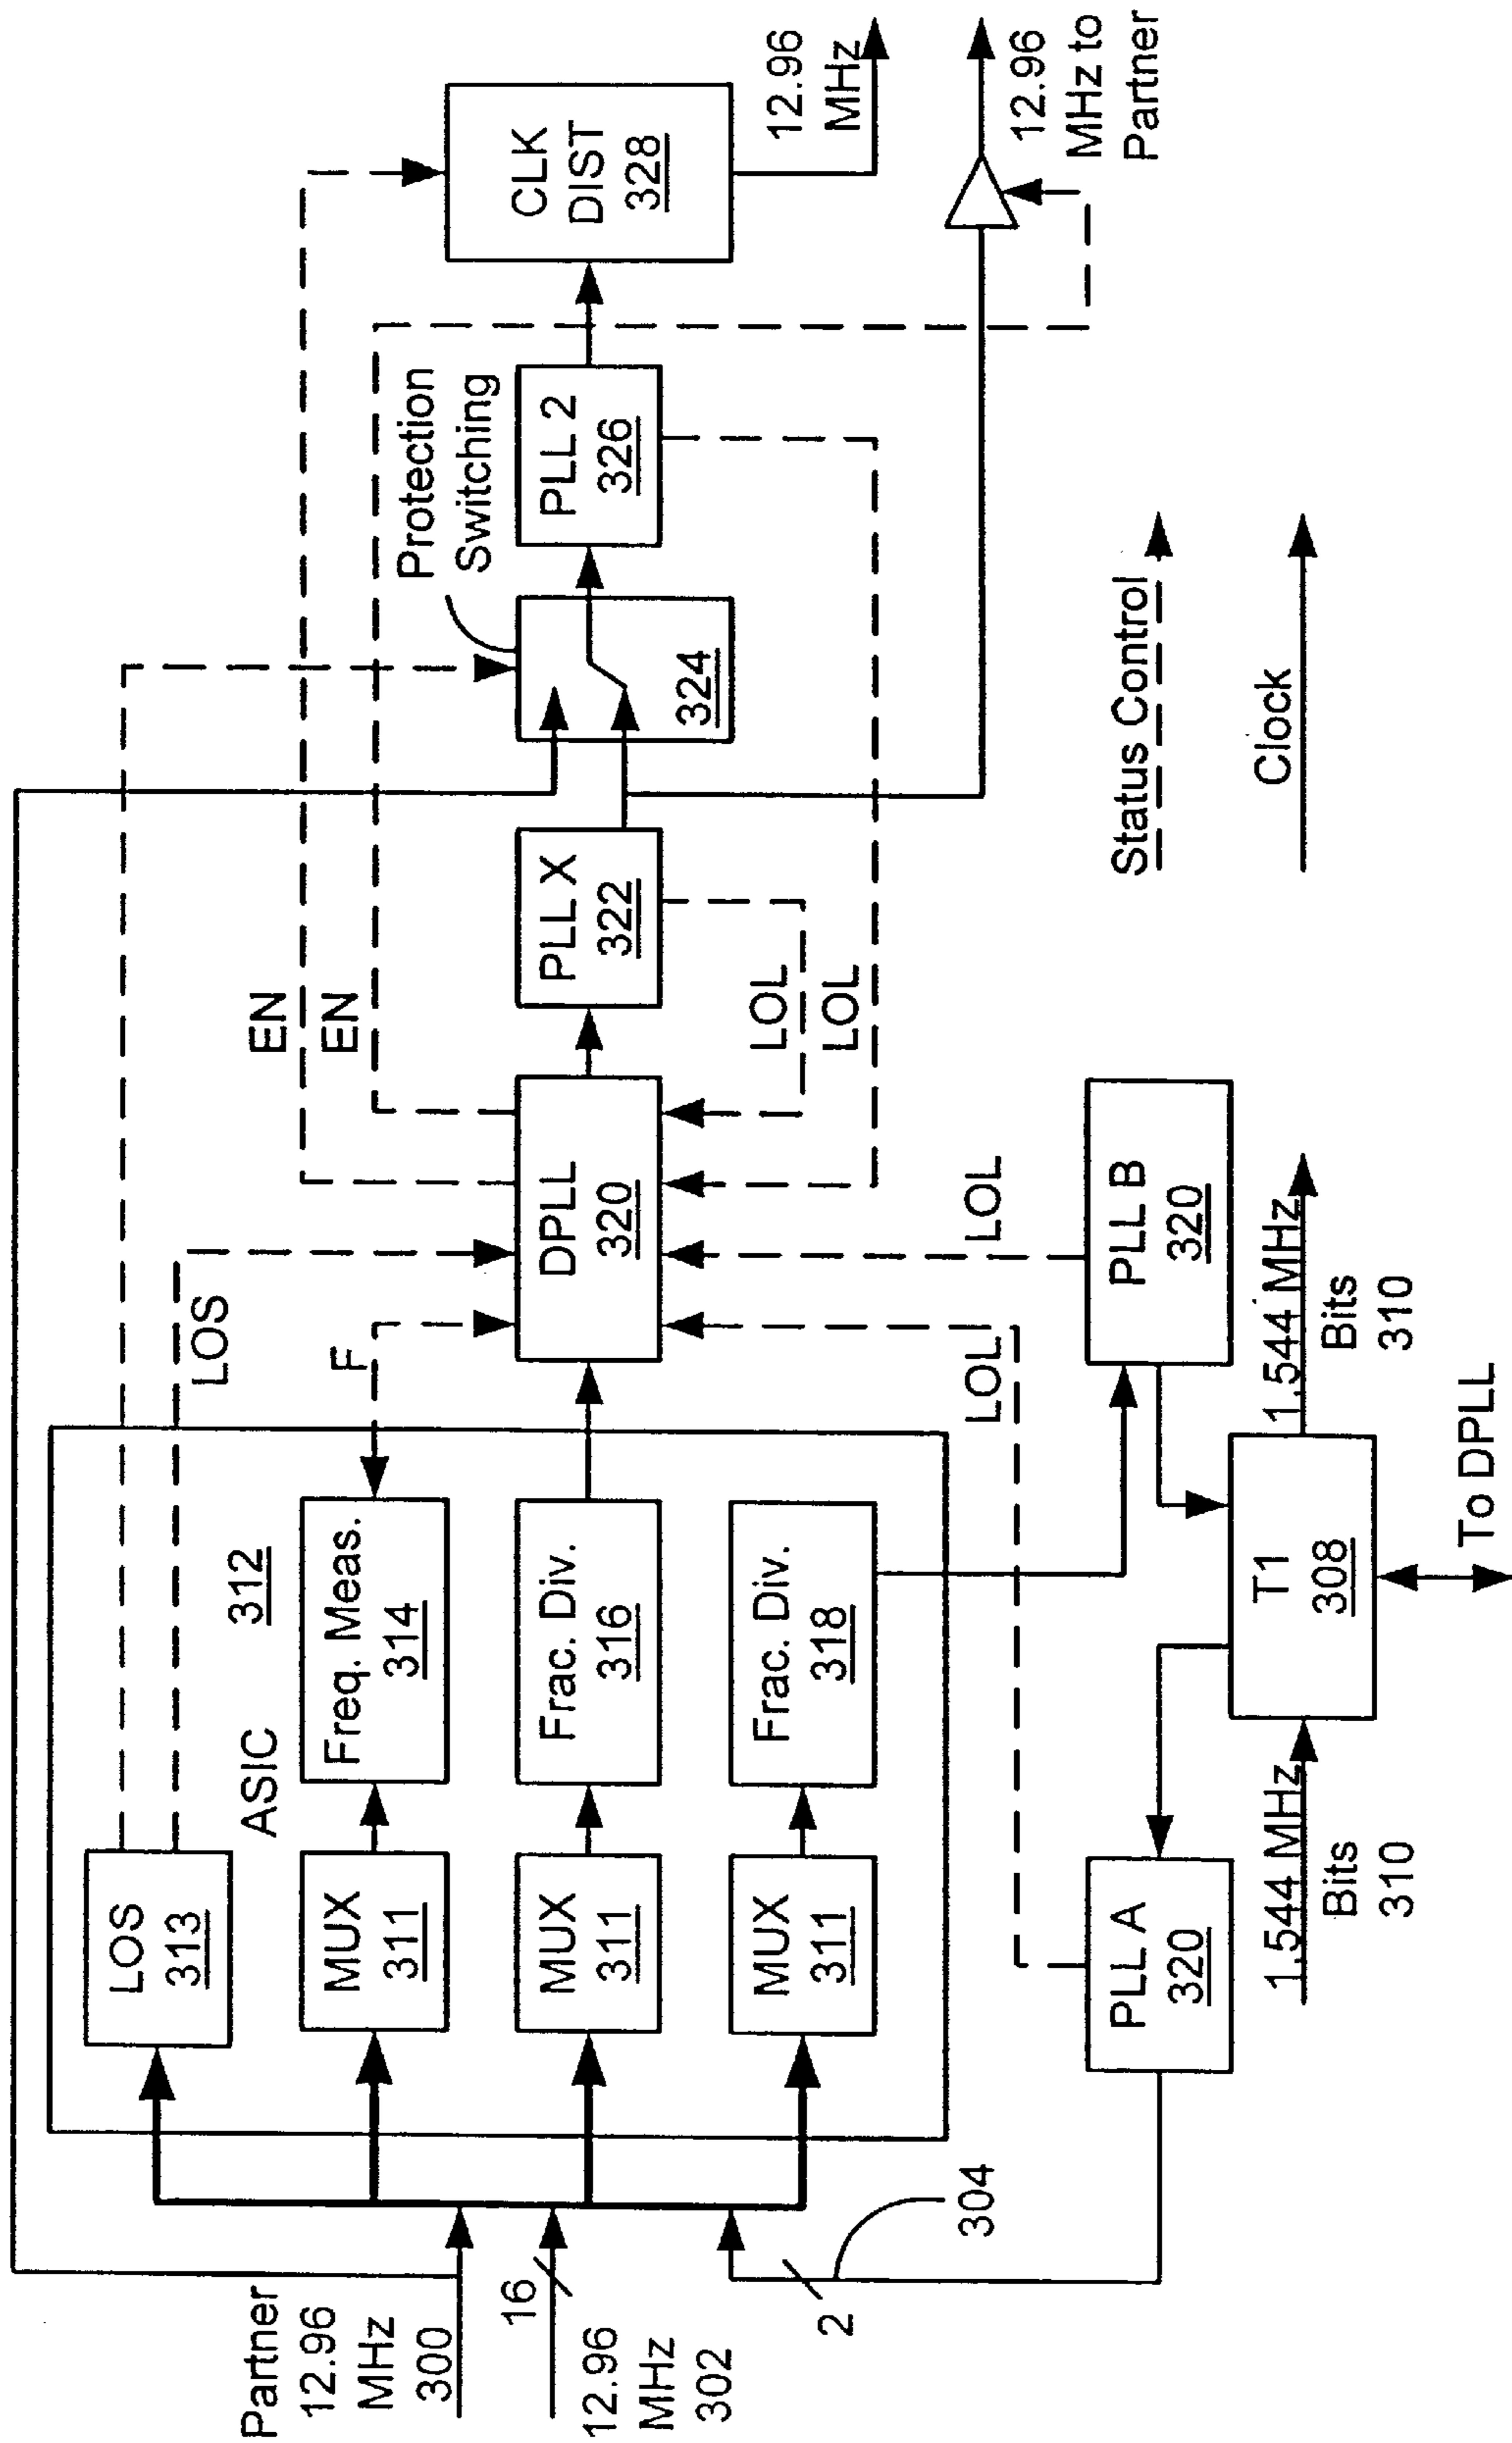 Partner
12.96
MHz
300
16
12.96
MHz
302
2
304
LOS
313
ASIC
312
MUX
311
Freq. Meas.
314
MUX
311
Frac. Div.
316
MUX
311
Frac. Div.
318
LOS
F
EN
EN
DPLL
320
LOL
LOL
LOL
LOL
PLL X
322
Protection
Switching
324
PLL 2
326
CLK
DIST
328
12.96
MHz
12.96
MHz to
Partner
PLL A
320
1.544 MHz
Bits
310
T1
308
To DPLL
PLL B
320
1.544 MHz
Bits
310
Status Control
Clock